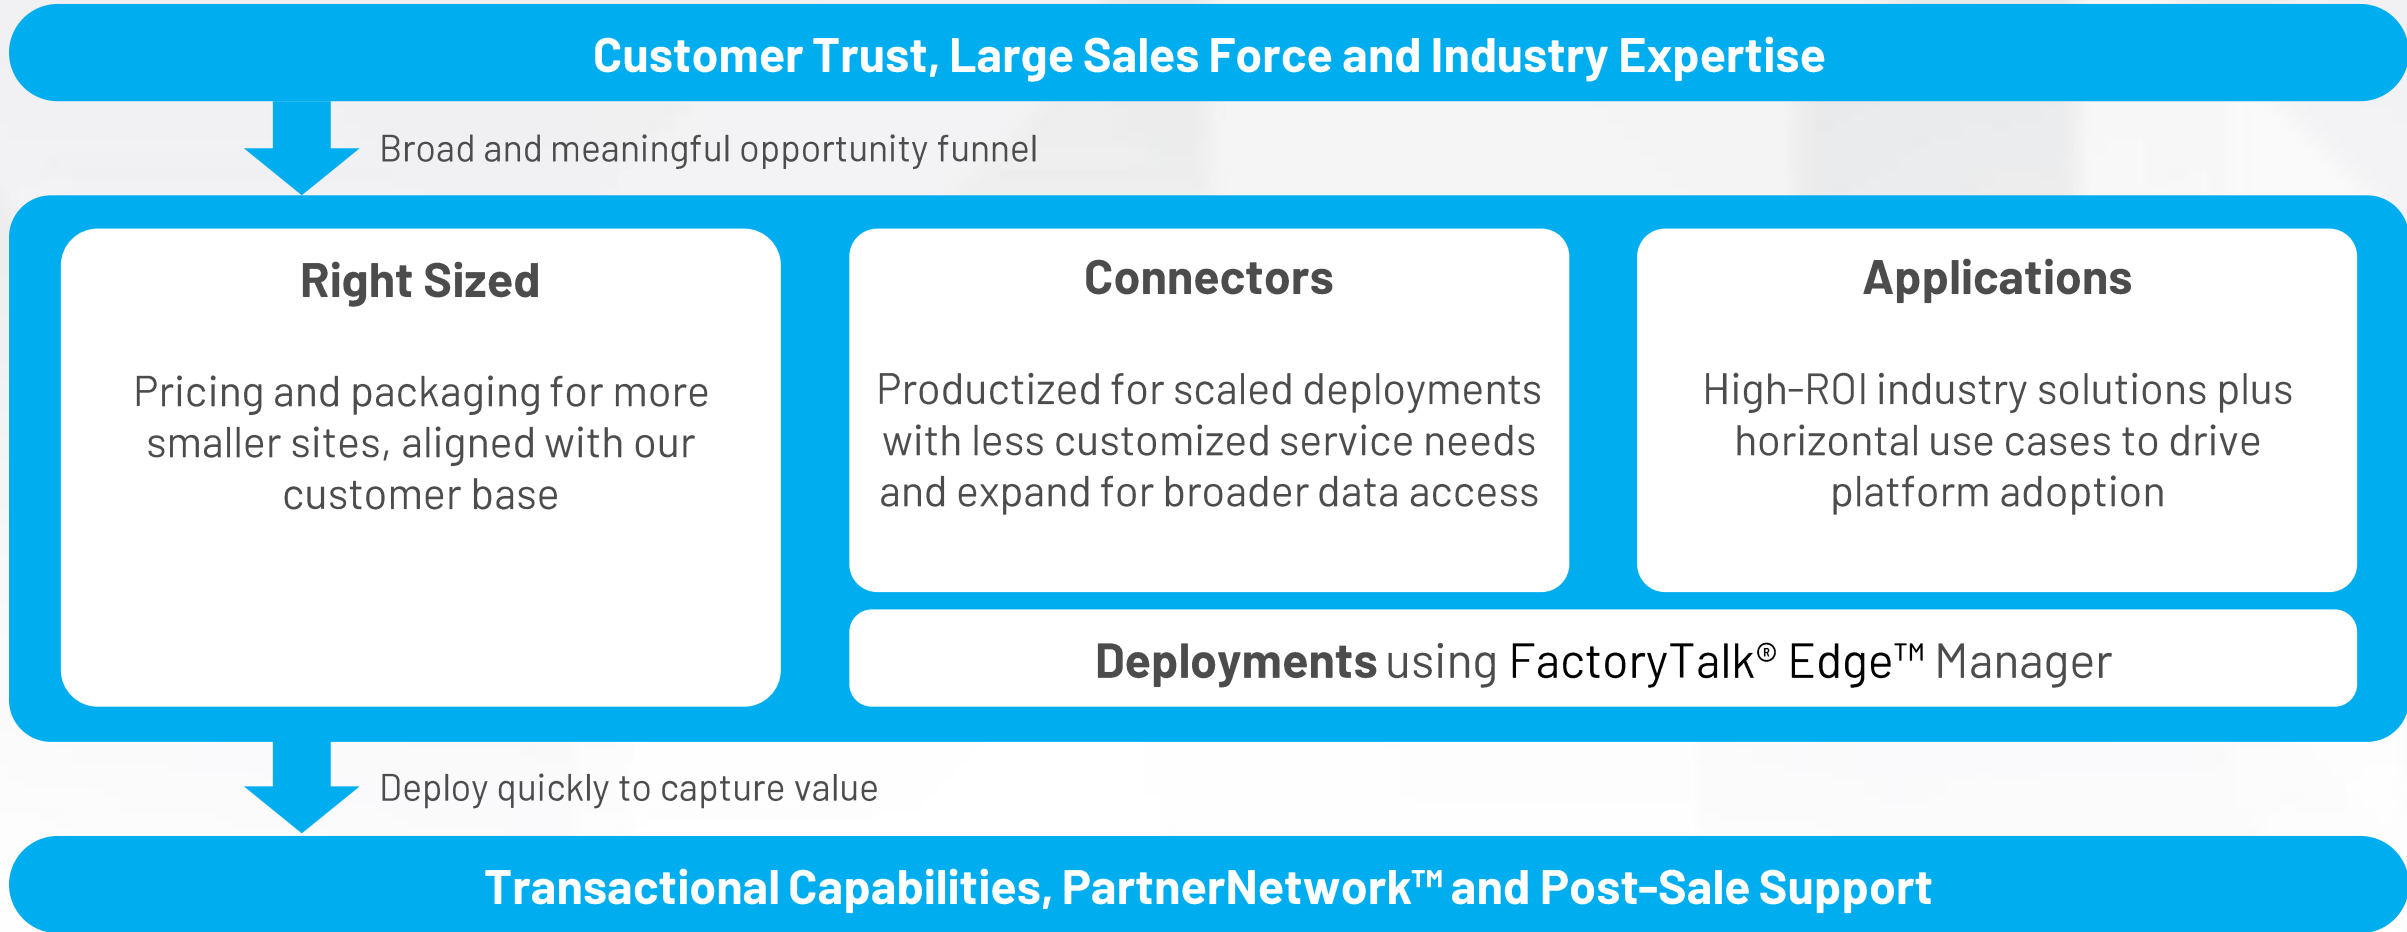 Customer Trust, Large Sales Force and Industry Expertise
Broad and meaningful opportunity funnel
Right Sized
Pricing and packaging for more
smaller sites, aligned with our
customer base
Connectors
Productized for scaled deployments
with less customized service needs
and expand for broader data access
Applications
High-ROI industry solutions plus
horizontal use cases to drive
platform adoption
Deployments using FactoryTalk® Edge™ Manager
Deploy quickly to capture value
Transactional Capabilities, PartnerNetwork™ and Post-Sale Support